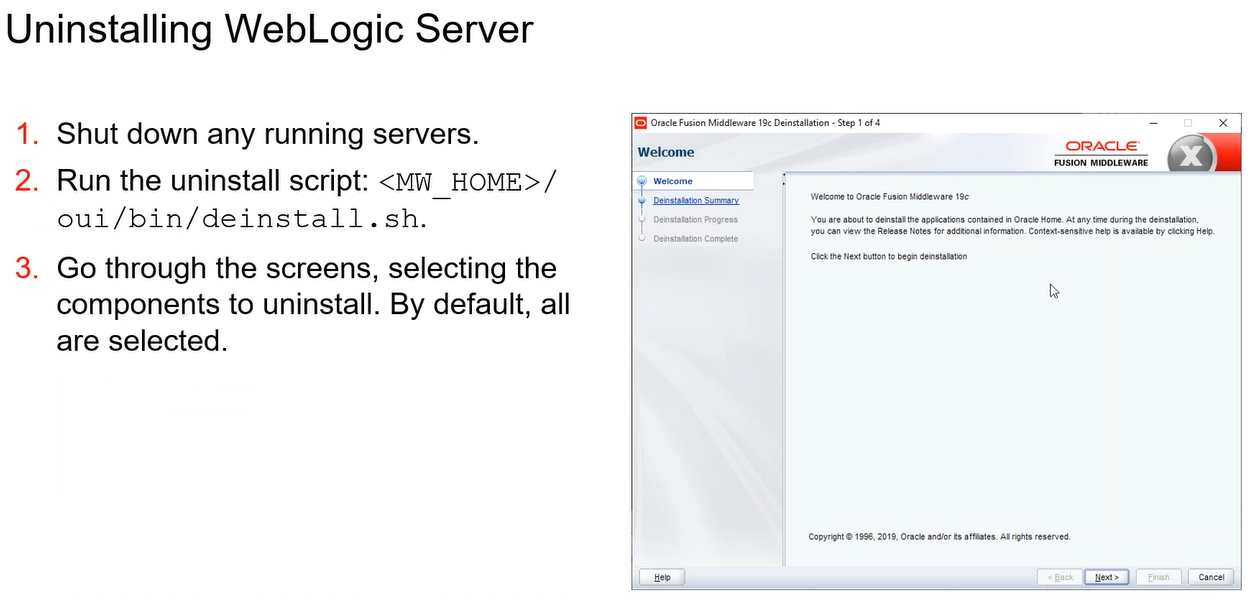 Uninstalling WebLogic Server
1. Shut down any running servers.
2. Run the uninstall script: <MW_HOME>/
oui/bin/deinstall.sh.
3. Go through the screens, selecting the
components to uninstall. By default, all
are selected.
Oracle Fusion Middleware 19c Deinstallation - Step 1 of 4
Welcome
ORACLE
FUSION MIDDLEWARE
Welcome
Deinstallation Summary
Deinstallation Progress
Deinstallation Complete
Welcome to Oracle Fusion Middleware 19c
You are about to deinstall the applications contained in Oracle Home. At any time during the deinstallation,
you can view the Release Notes for additional information. Context-sensitive help is available by clicking Help.
Click the Next button to begin deinstallation
Copyright © 1996, 2019, Oracle and/or its affiliates. All rights reserved.
Help
< Back
Next >
Finish
Cancel